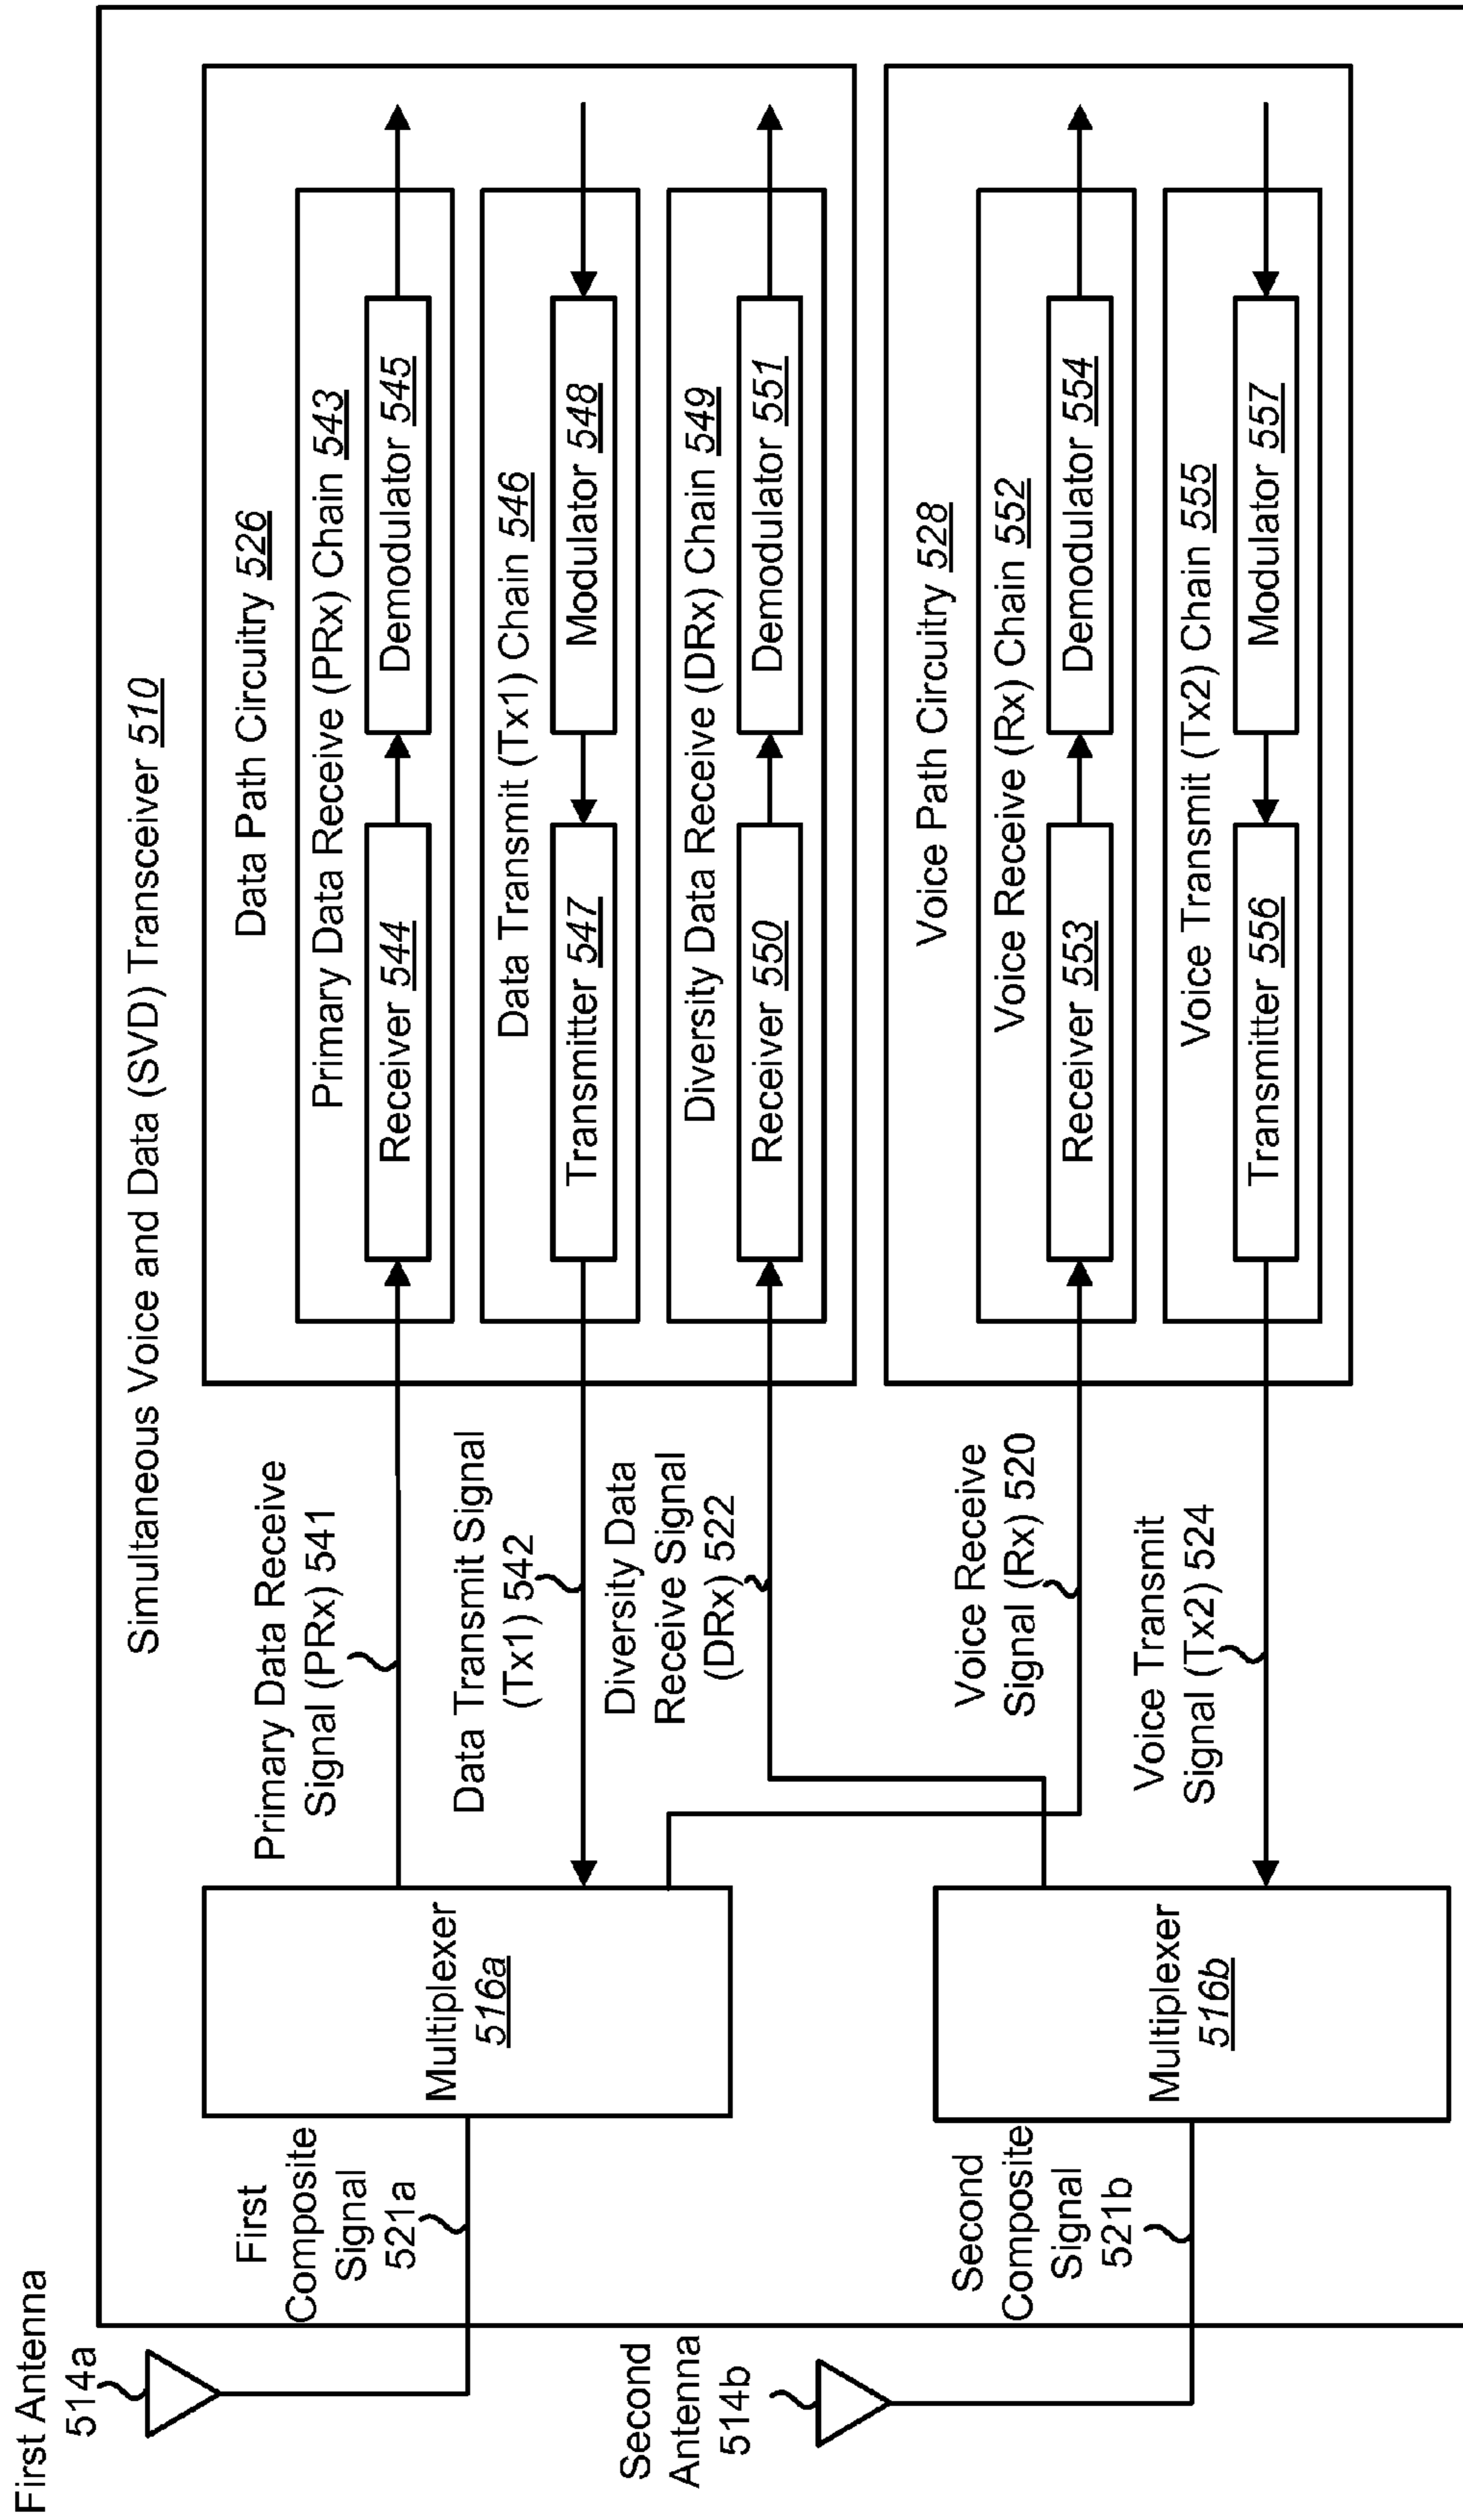 First Antenna
514a
Second
Antenna
514b
Simultaneous Voice and Data (SVD) Transceiver 510
First
Composite
Signal
521a
Second
Composite
Signal
521b
Multiplexer
516a
Multiplexer
516b
Primary Data Receive
Signal (PRx) 541
Data Transmit Signal
(Tx1) 542
Diversity Data
Receive Signal
(DRx) 522
Voice Receive
Signal (Rx) 520
Voice Transmit
Signal (Tx2) 524
Data Path Circuitry 526
Primary Data Receive (PRx) Chain 543
Receiver 544
Demodulator 545
Data Transmit (Tx1) Chain 546
Transmitter 547
Modulator 548
Diversity Data Receive (DRx) Chain 549
Receiver 550
Demodulator 551
Voice Path Circuitry 528
Voice Receive (Rx) Chain 552
Receiver 553
Demodulator 554
Voice Transmit (Tx2) Chain 555
Transmitter 556
Modulator 557